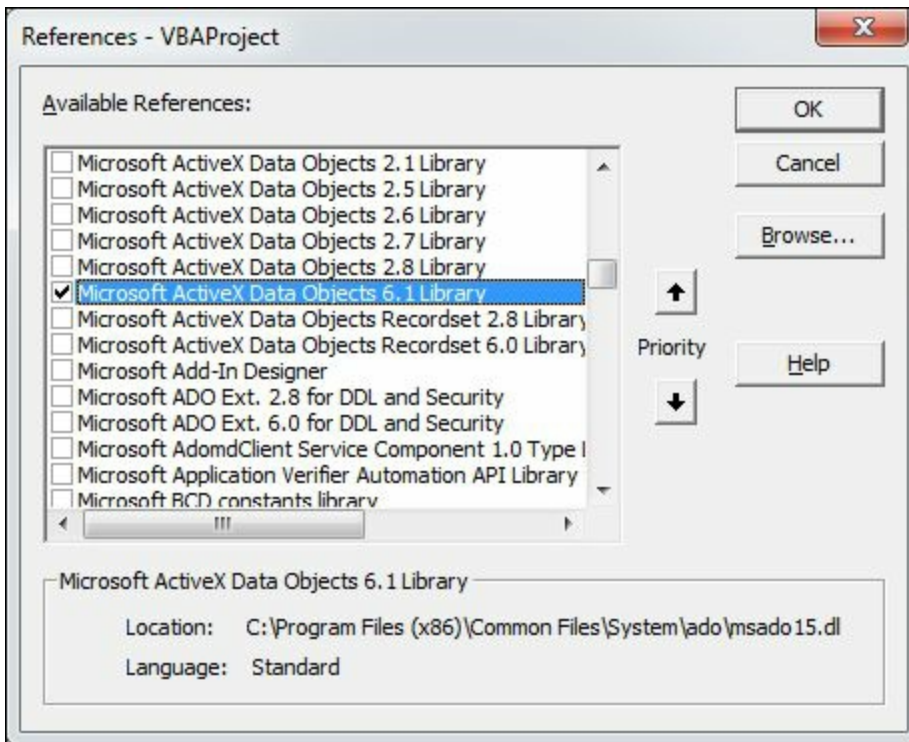 References - VBAProject
Available References:
OK
Cancel
Browse...
Help
Priority
Microsoft ActiveX Data Objects 2.1 Library
Microsoft ActiveX Data Objects 2.5 Library
Microsoft ActiveX Data Objects 2.6 Library
Microsoft ActiveX Data Objects 2.7 Library
Microsoft ActiveX Data Objects 2.8 Library
Microsoft ActiveX Data Objects 6.1 Library
Microsoft ActiveX Data Objects Recordset 2.8 Library
Microsoft ActiveX Data Objects Recordset 6.0 Library
Microsoft Add-In Designer
Microsoft ADO Ext. 2.8 for DDL and Security
Microsoft ADO Ext. 6.0 for DDL and Security
Microsoft AdomdClient Service Component 1.0 Type
Microsoft Application Verifier Automation API Library
Microsoft BCD constants library
Microsoft ActiveX Data Objects 6.1 Library
Location: C:\Program Files (x86)\Common Files\System\ado\msado15.dl
Language: Standard